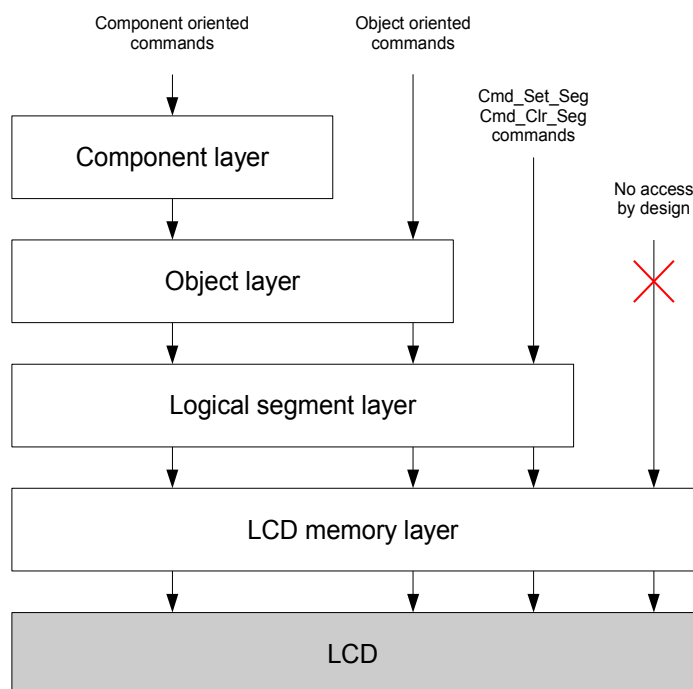 Component oriented
commands
Object oriented
commands
Cmd_Set_Seg
Cmd_Clr_Seg
commands
No access
by design
Component layer
Object layer
Logical segment layer
LCD memory layer
LCD